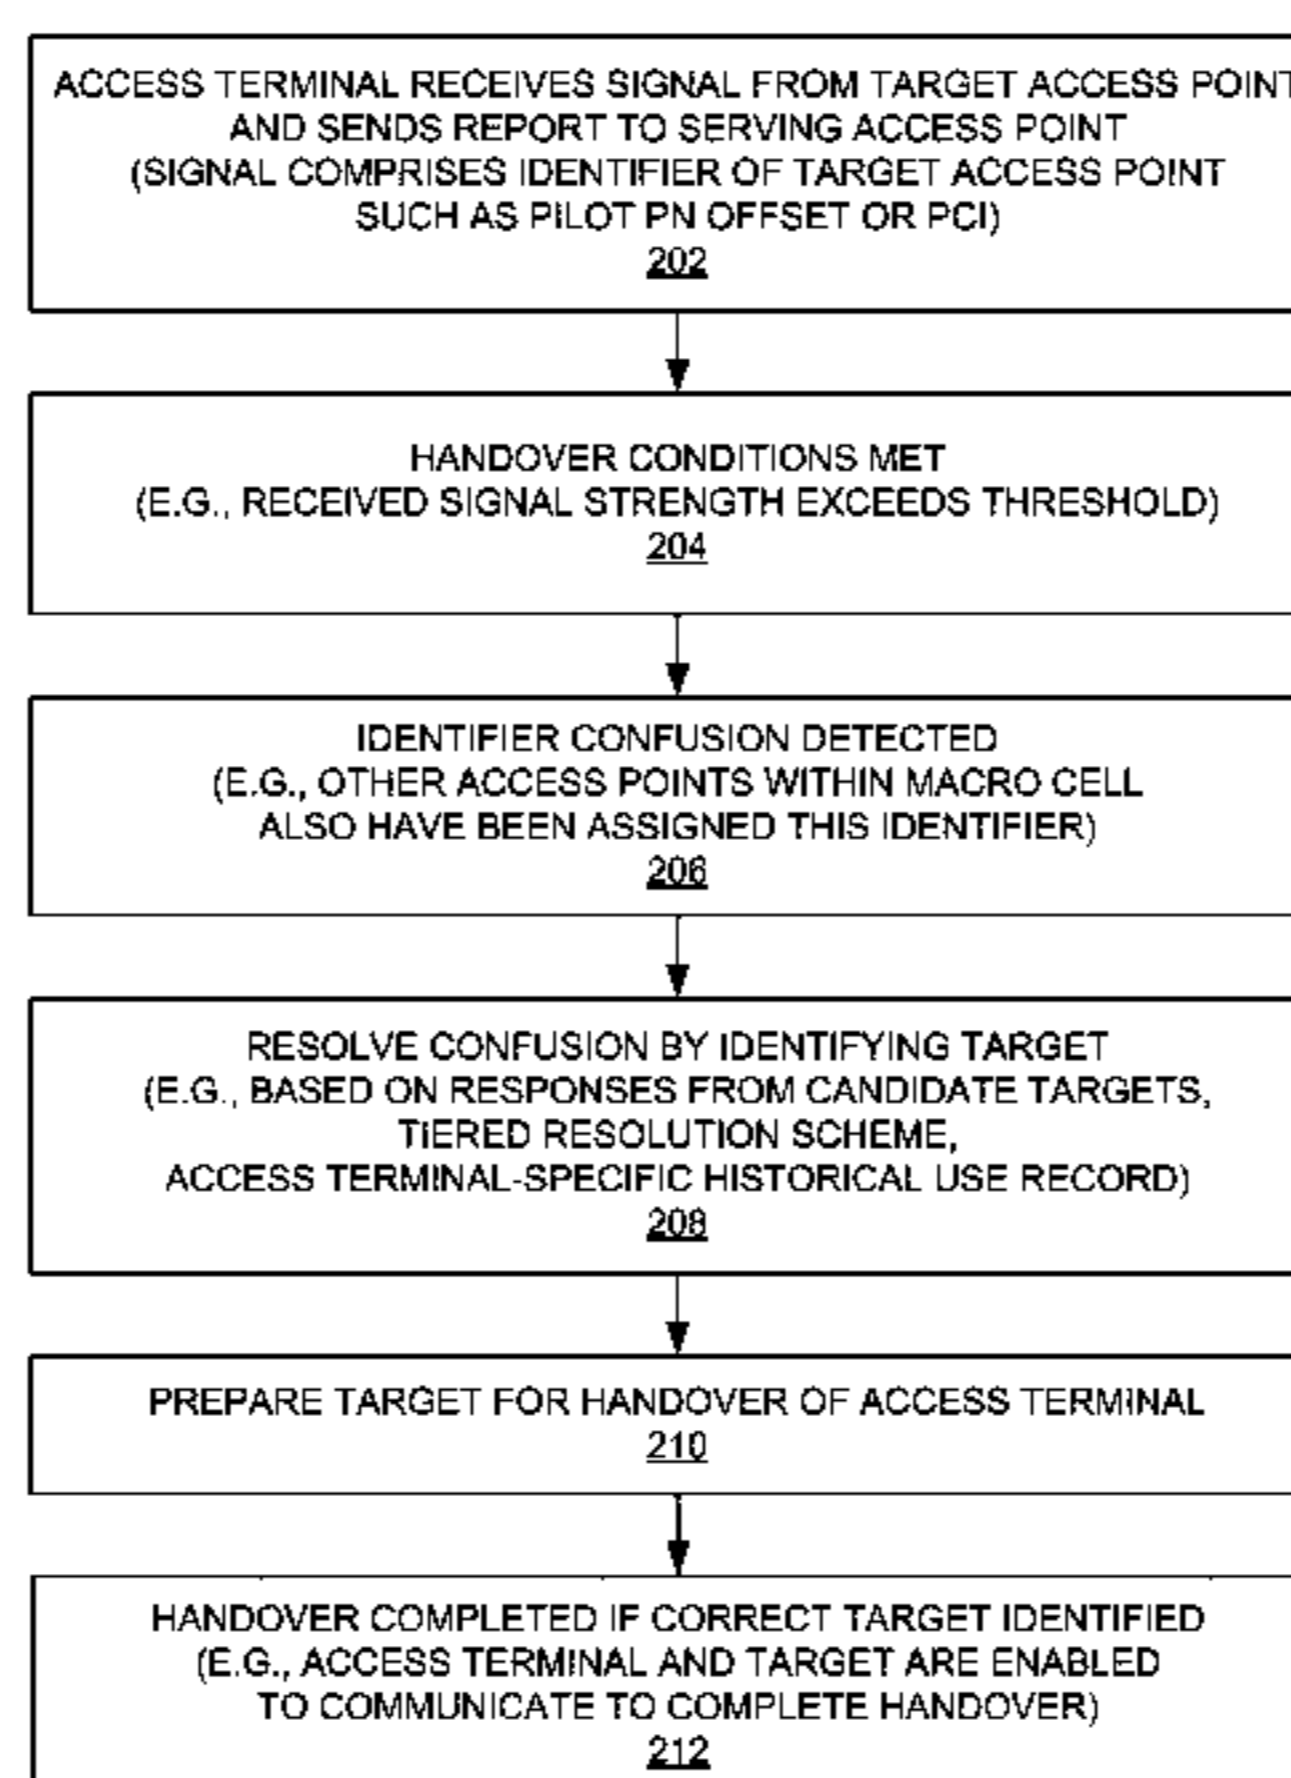 ACCESS TERMINAL RECEIVES SIGNAL FROM TARGET ACCESS POINT
AND SENDS REPORT TO SERVING ACCESS POINT
(SIGNAL COMPRISES IDENTIFIER OF TARGET ACCESS POINT
SUCH AS PILOT PN OFFSET OR PCI)
202
HANDOVER CONDITIONS MET
(E.G., RECEIVED SIGNAL STRENGTH EXCEEDS THRESHOLD)
204
IDENTIFIER CONFUSION DETECTED
(E.G., OTHER ACCESS POINTS WITHIN MACRO CELL
ALSO HAVE BEEN ASSIGNED THIS IDENTIFIER)
206
RESOLVE CONFUSION BY IDENTIFYING TARGET
(E.G., BASED ON RESPONSES FROM CANDIDATE TARGETS,
TIERED RESOLUTION SCHEME,
ACCESS TERMINAL-SPECIFIC HISTORICAL USE RECORD)
208
PREPARE TARGET FOR HANDOVER OF ACCESS TERMINAL
210
HANDOVER COMPLETED IF CORRECT TARGET IDENTIFIED
(E.G., ACCESS TERMINAL AND TARGET ARE ENABLED
TO COMMUNICATE TO COMPLETE HANDOVER)
212